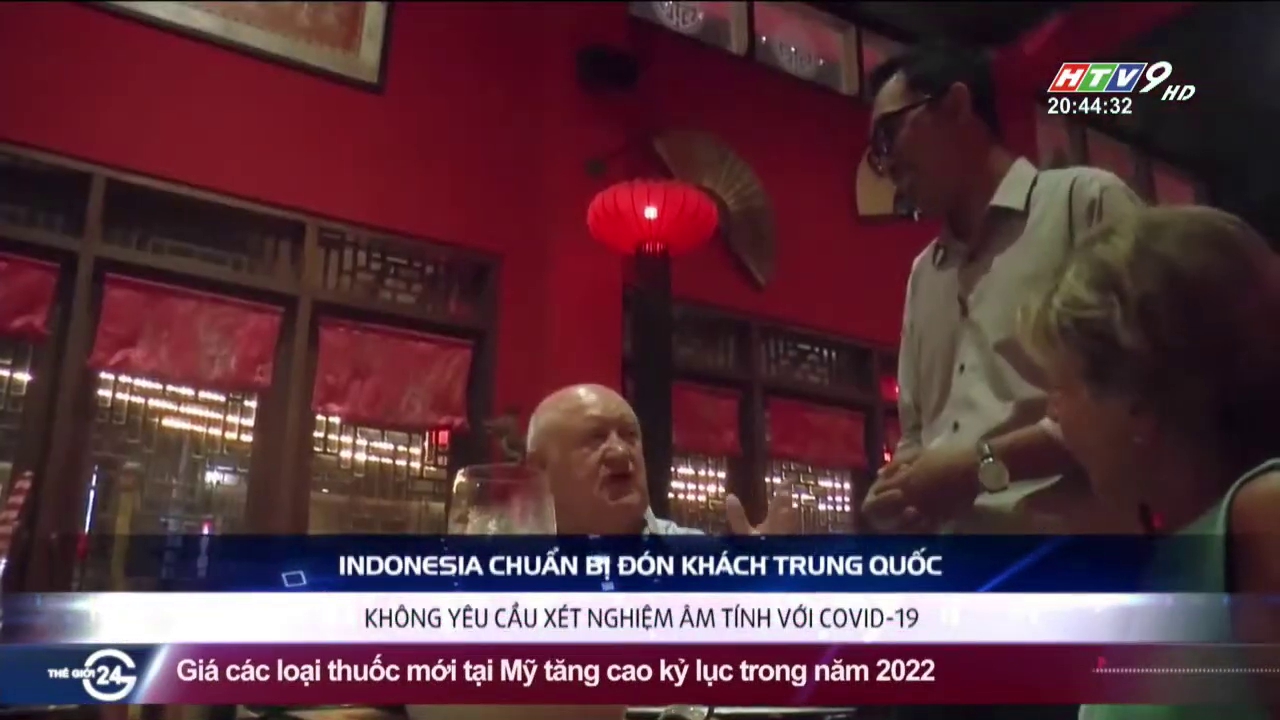 HTV9 HD
20:44:32
INDONESIA CHUẨN BỊ ĐÓN KHÁCH TRUNG QUỐC
KHÔNG YÊU CẦU XÉT NGHIỆM ÂM TÍNH VỚI COVID-19
THẾ GIỚI 24G
Giá các loại thuốc mới tại Mỹ tăng cao kỷ lục trong năm 2022